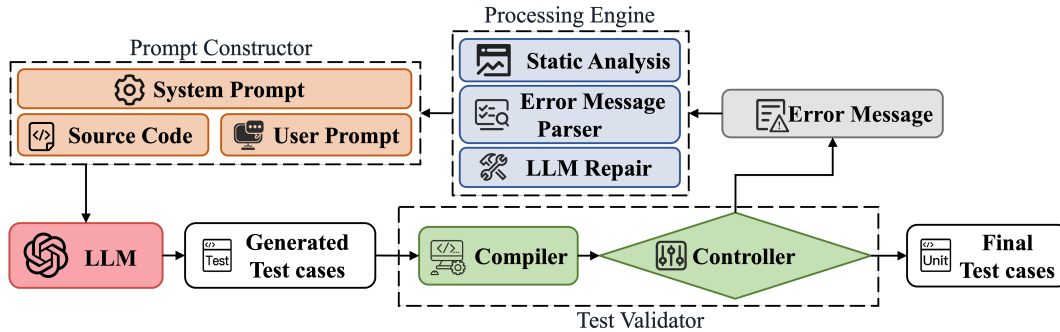 Processing Engine
Prompt Constructor
System Prompt
</>
Source Code
User Prompt
Static Analysis
Error Message
Parser
LLM Repair
Error Message
LLM
</>
Test
Generated
Test cases
</>
Compiler
Controller
</>
Unit
Final
Test cases
Test Validator